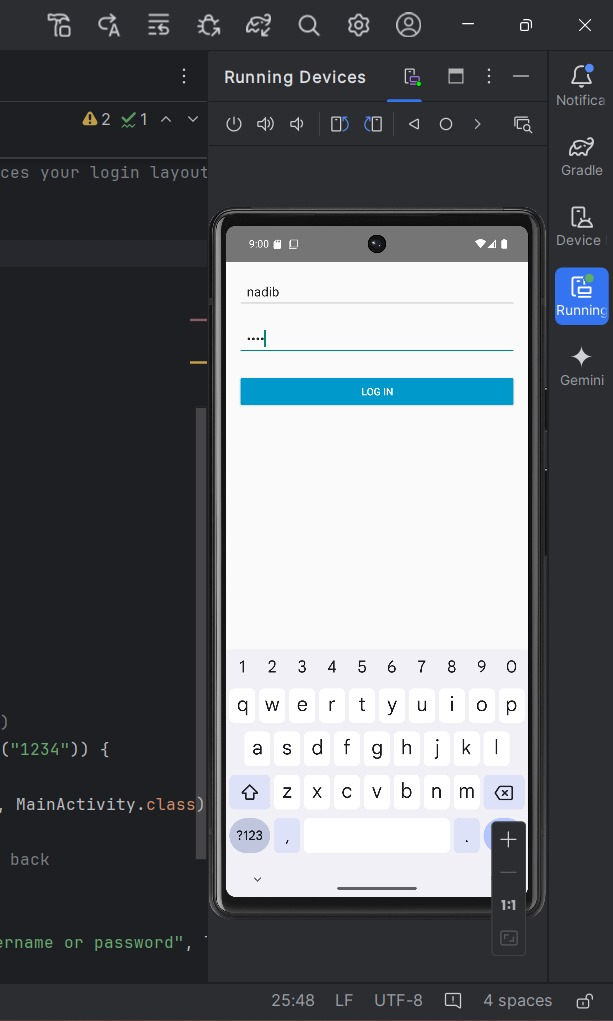 Running Devices
2 1
ces your login layout
)
("1234")) {
, MainActivity.class)
back
ername or password",
9:00
nadib
LOG IN
1 2 3 4 5 6 7 8 9 0
q w e r t y u i o p
a s d f g h j k l
z x c v b n m
?123 , .
1:1
Notifica
Gradle
Device
Running
Gemini
25:48 LF UTF-8 4 spaces